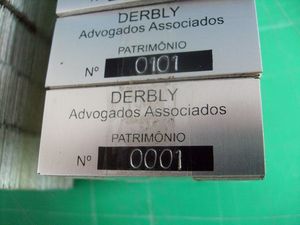 DERBLY
Advogados Associados
PATRIMÔNIO
Nº 0101
DERBLY
Advogados Associados
PATRIMÔNIO
Nº 0001